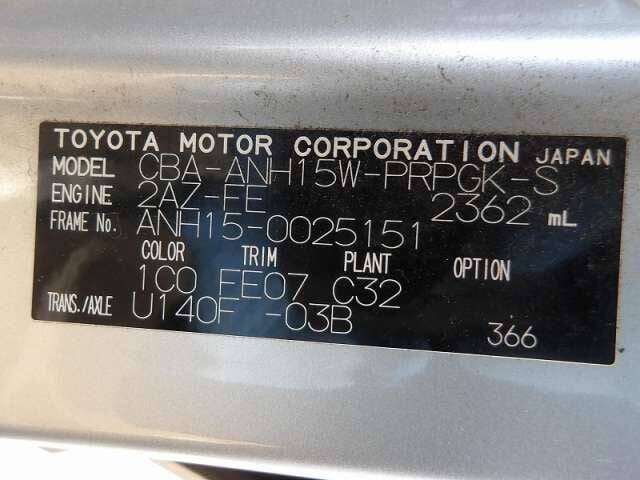 TOYOTA MOTOR CORPORATION JAPAN
MODEL CBA-ANH15W-PRPGK-S
ENGINE 2AZ-FE 2362 mL
FRAME No. ANH15-0025151
COLOR TRIM PLANT OPTION
1C0 FE07 C32
TRANS./AXLE U140F -03B
366